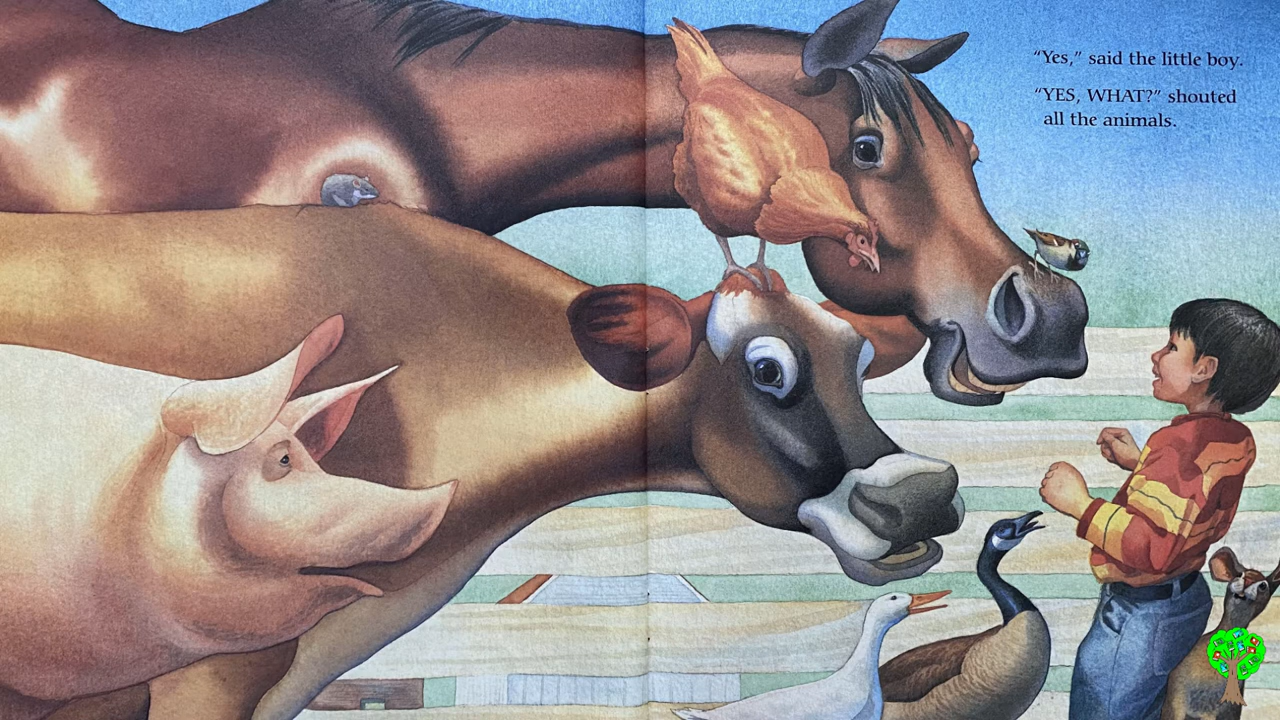 “Yes,” said the little boy.
“YES, WHAT?” shouted
all the animals.